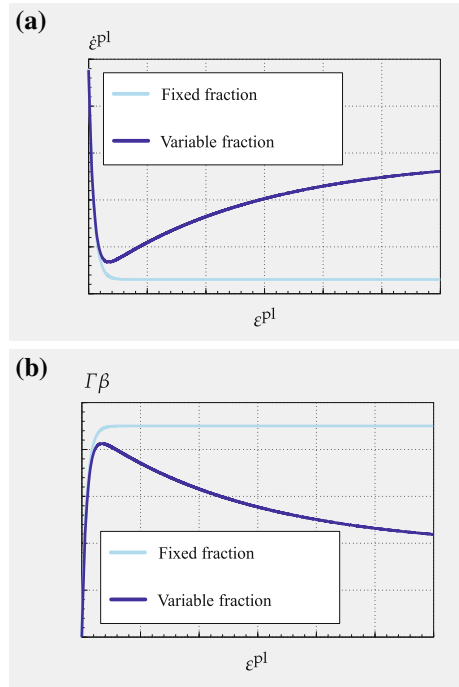 (a)
ε̇ᵖˡ
Fixed fraction
Variable fraction
εᵖˡ
(b)
Γβ
Fixed fraction
Variable fraction
εᵖˡ